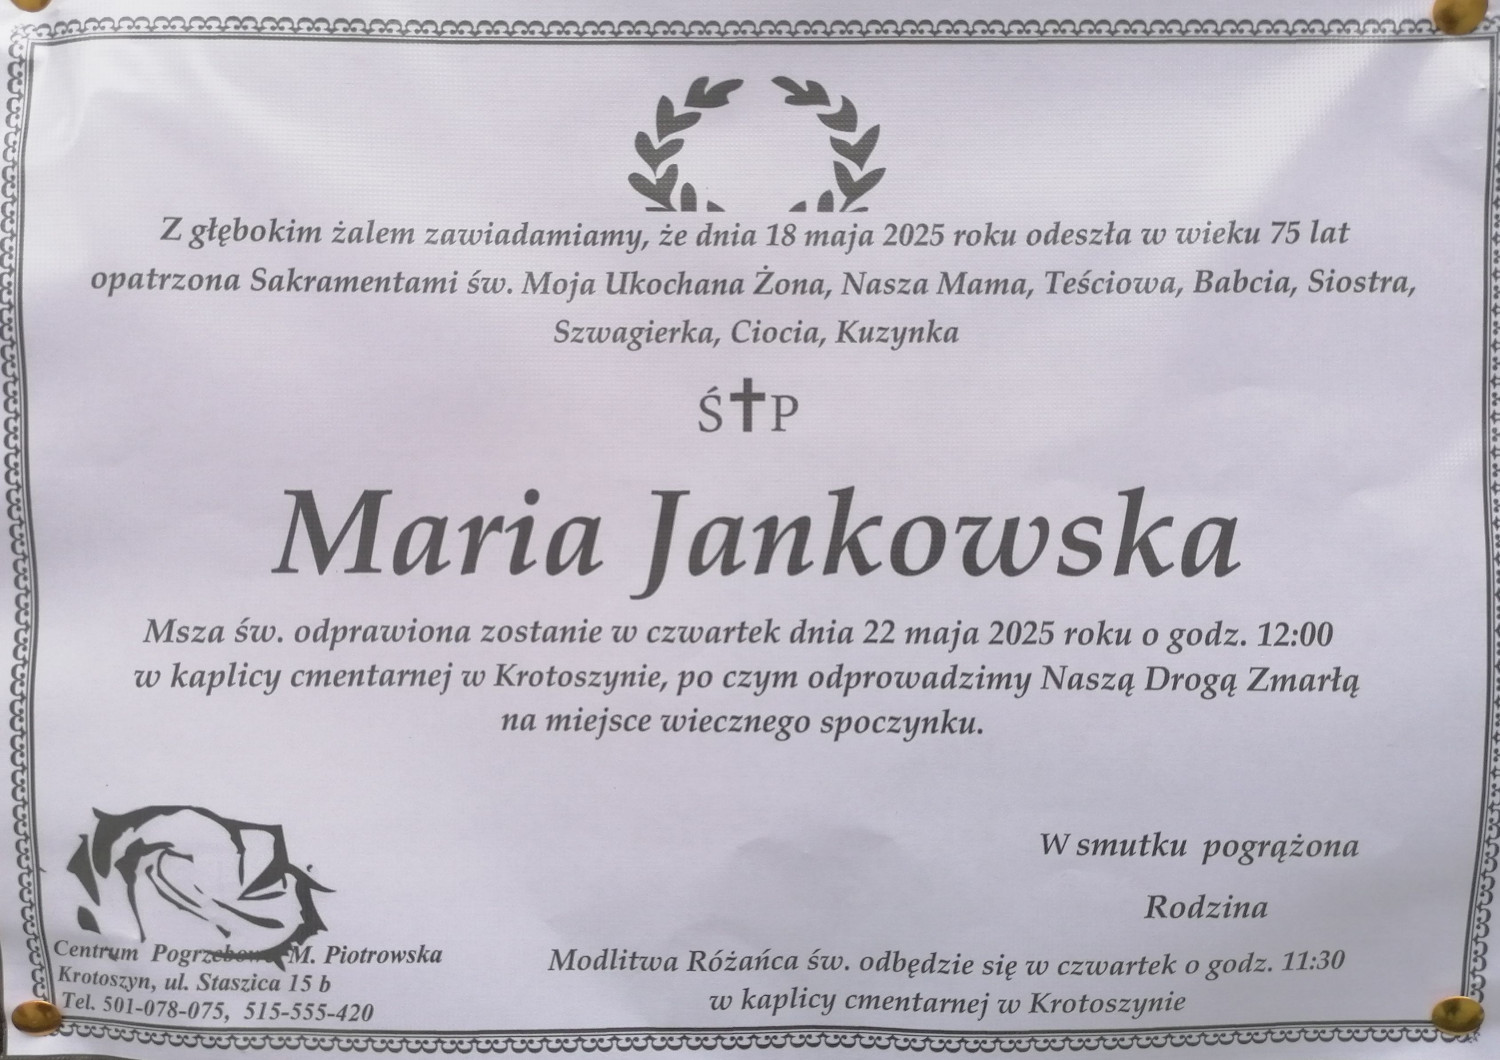 Z głębokim żalem zawiadamiamy, że dnia 18 maja 2025 roku odeszła w wieku 75 lat
opatrzona Sakramentami św. Moja Ukochana Żona, Nasza Mama, Teściowa, Babcia, Siostra,
Szwagierka, Ciocia, Kuzynka
Ś✝P
Maria Jankowska
Msza św. odprawiona zostanie w czwartek dnia 22 maja 2025 roku o godz. 12:00
w kaplicy cmentarnej w Krotoszynie, po czym odprowadzimy Naszą Drogą Zmarłą
na miejsce wiecznego spoczynku.
W smutku pogrążona
Rodzina
Centrum Pogrzebowe M. Piotrowska
Krotoszyn, ul. Staszica 15 b
Tel. 501-078-075, 515-555-420
Modlitwa Różańca św. odbędzie się w czwartek o godz. 11:30
w kaplicy cmentarnej w Krotoszynie